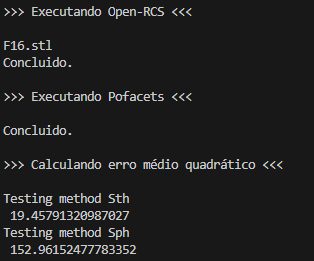 >>> Executando Open-RCS <<<
F16.stl
Concluido.
>>> Executando Pofacets <<<
Concluido.
>>> Calculando erro médio quadrático <<<
Testing method Sth
19.45791320987027
Testing method Sph
152.96152477783352